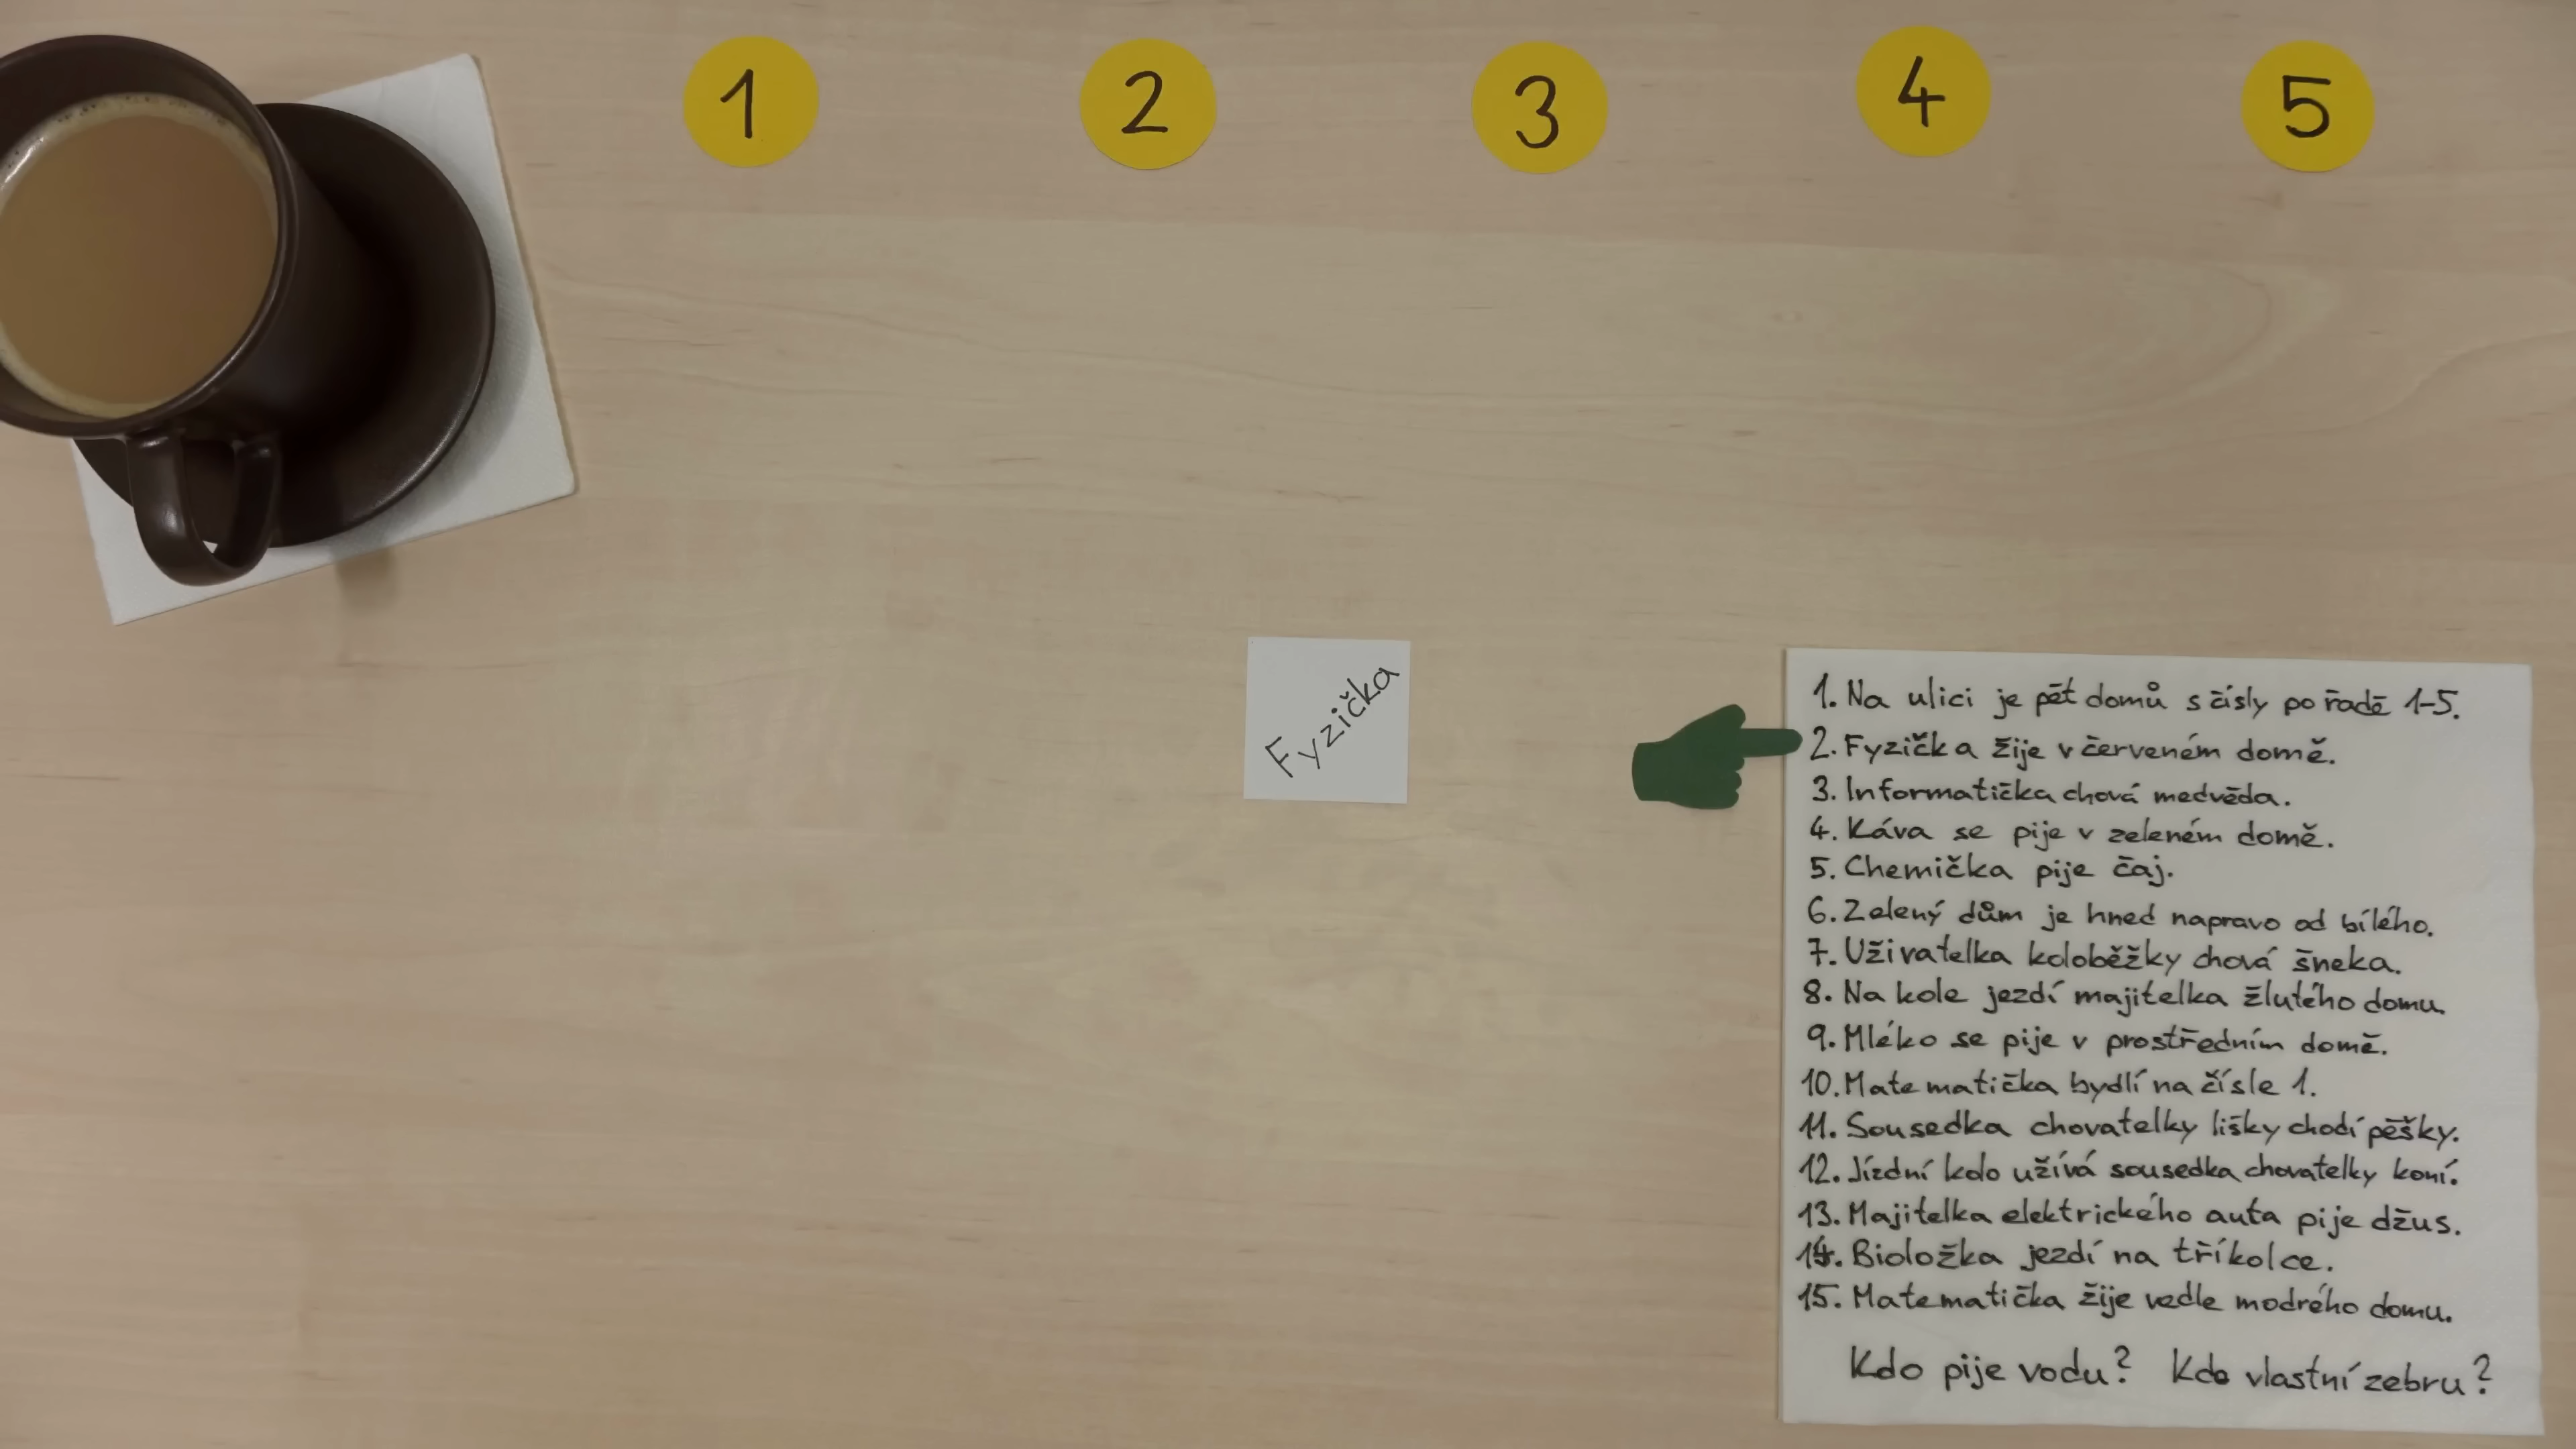 1 2 3 4 5
Fyzička
1. Na ulici je pět domů s čísly po řadě 1-5.
2. Fyzička žije v červeném domě.
3. Informatička chová medvěda.
4. Káva se pije v zeleném domě.
5. Chemička pije čaj.
6. Zelený dům je hned napravo od bílého.
7. Uživatelka koloběžky chová šneka.
8. Na kole jezdí majitelka žlutého domu.
9. Mléko se pije v prostředním domě.
10. Matematička bydlí na čísle 1.
11. Sousedka chovatelky lišky chodí pěšky.
12. Jízdní kolo užívá sousedka chovatelky koní.
13. Majitelka elektrického auta pije džus.
14. Bioložka jezdí na tříkolce.
15. Matematička žije vedle modrého domu.
Kdo pije vodu? Kdo vlastní zebru?